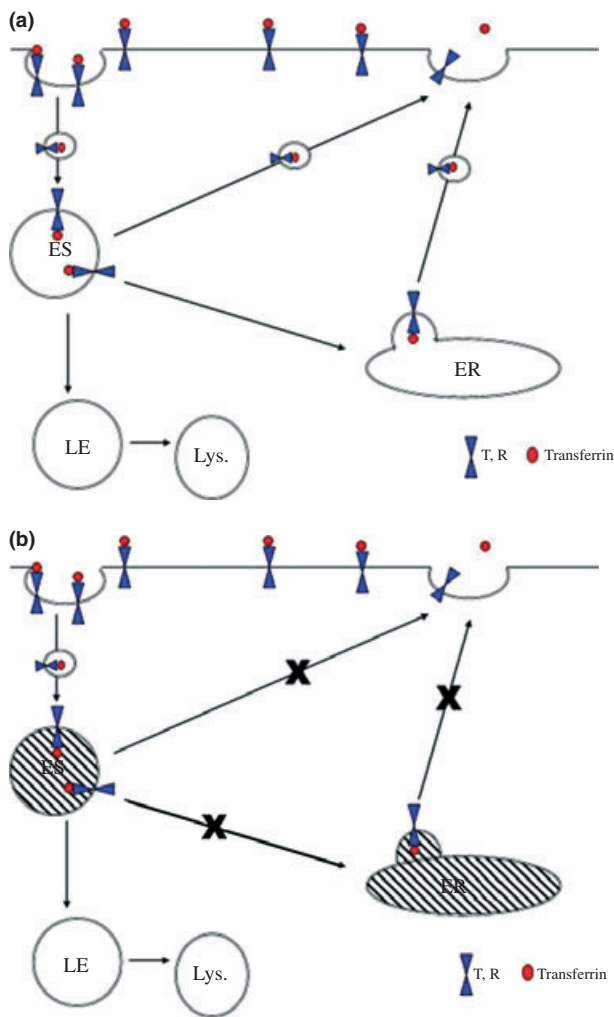 (a)
ES
ER
LE
Lys.
T, R
Transferrin
(b)
X
X
ES
X
ER
LE
Lys.
T, R
Transferrin